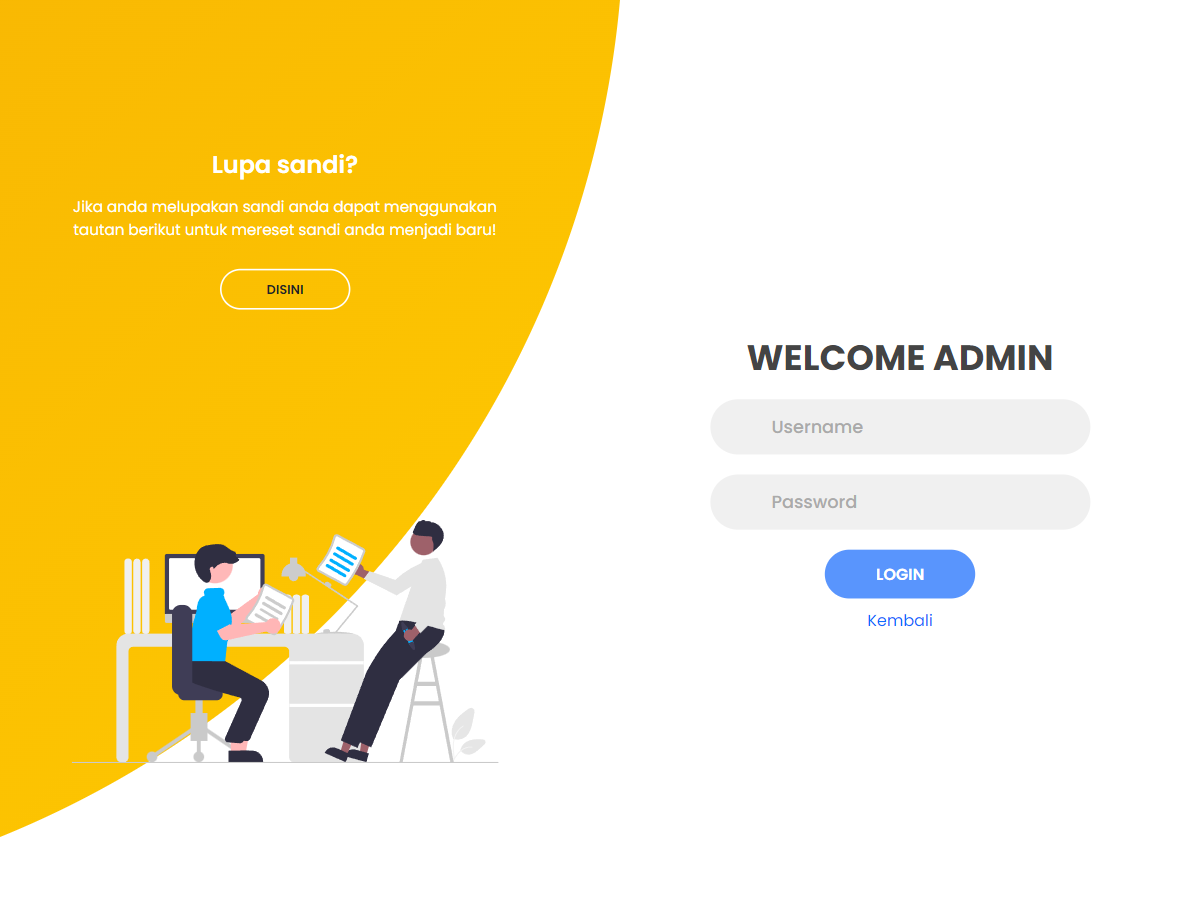 Lupa sandi?
Jika anda melupakan sandi anda dapat menggunakan
tautan berikut untuk mereset sandi anda menjadi baru!
DISINI
WELCOME ADMIN
Username
Password
LOGIN
Kembali